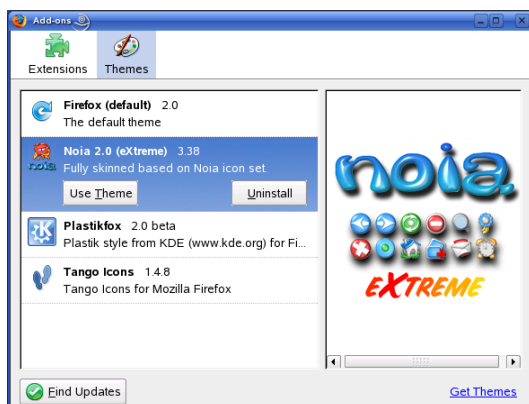 Add-ons
Extensions
Themes
Firefox (default) 2.0
The default theme
Noia 2.0 (eXtreme) 3.38
Fully skinned based on Noia icon set.
Use Theme
Uninstall
Plastikfox 2.0 beta
Plastik style from KDE (www.kde.org) for Fi...
Tango Icons 1.4.8
Tango Icons for Mozilla Firefox
noia
noia
eXTREME
Find Updates
Get Themes